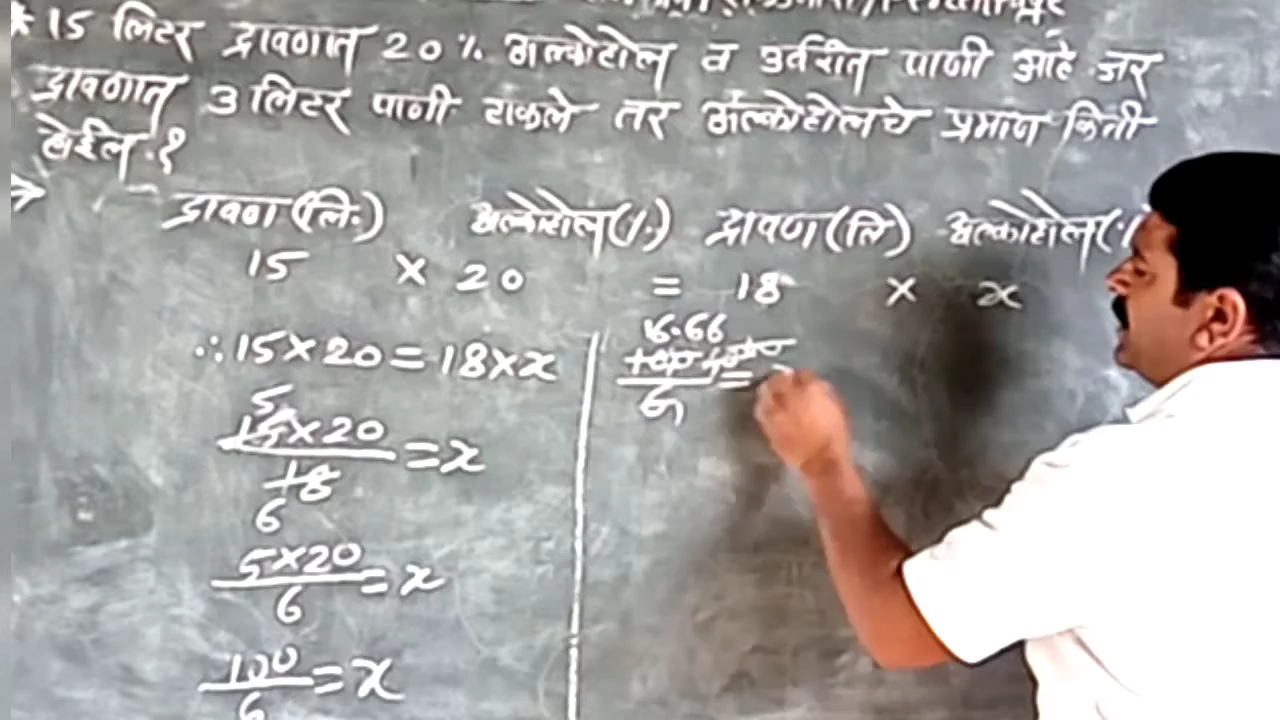 * 15 लिटर द्रावणात 20% अल्कोहोल व उर्वरीत पाणी आहे. जर
द्रावणात 3 लिटर पाणी टाकले तर अल्कोहोलचे प्रमाण किती
होईल.?
→ द्रावण (लि.) अल्कोहोल (%) द्रावण (लि) अल्कोहोल (%
15 × 20 = 18 × x
∴ 15 × 20 = 18 × x
5
15 × 20 / 18 = x
6
5 × 20 / 6 = x
100 / 6 = x
16.66
6 =